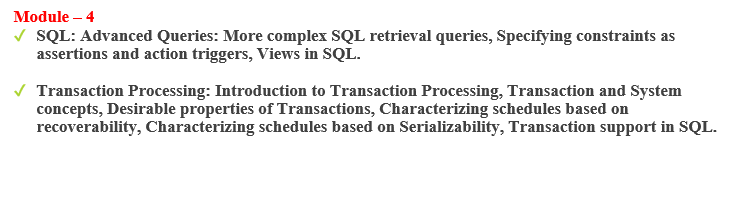 Module – 4
✓ SQL: Advanced Queries: More complex SQL retrieval queries, Specifying constraints as
assertions and action triggers, Views in SQL.
✓ Transaction Processing: Introduction to Transaction Processing, Transaction and System
concepts, Desirable properties of Transactions, Characterizing schedules based on
recoverability, Characterizing schedules based on Serializability, Transaction support in SQL.